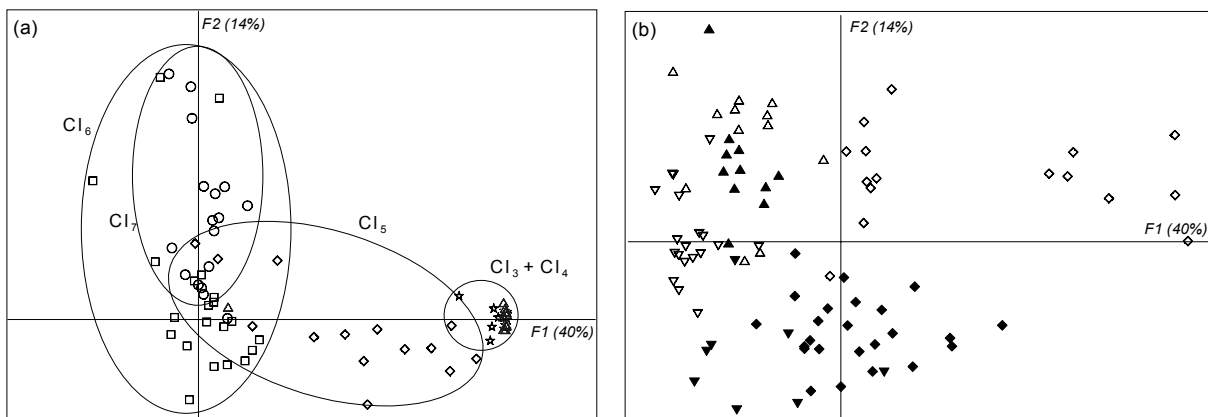 (a)
F2 (14%)
Cl₆
Cl₇
Cl₅
Cl₃ + Cl₄
F1 (40%)
(b)
F2 (14%)
F1 (40%)